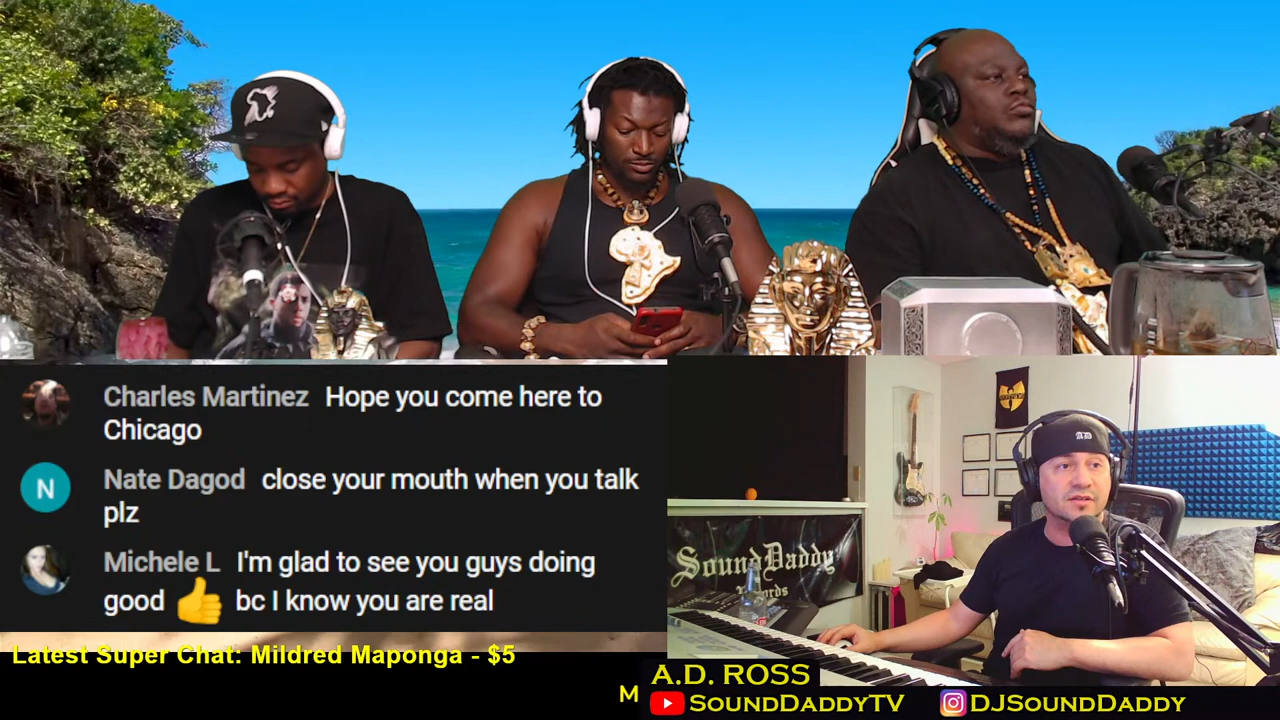 Charles Martinez Hope you come here to
Chicago
N
Nate Dagod close your mouth when you talk
plz
Michele L I'm glad to see you guys doing
good 👍 bc I know you are real
Latest Super Chat: Mildred Maponga - $5
M
SoundDaddy
AD
A.D. ROSS
SOUNDDADDYTV
DJSOUNDDADDY